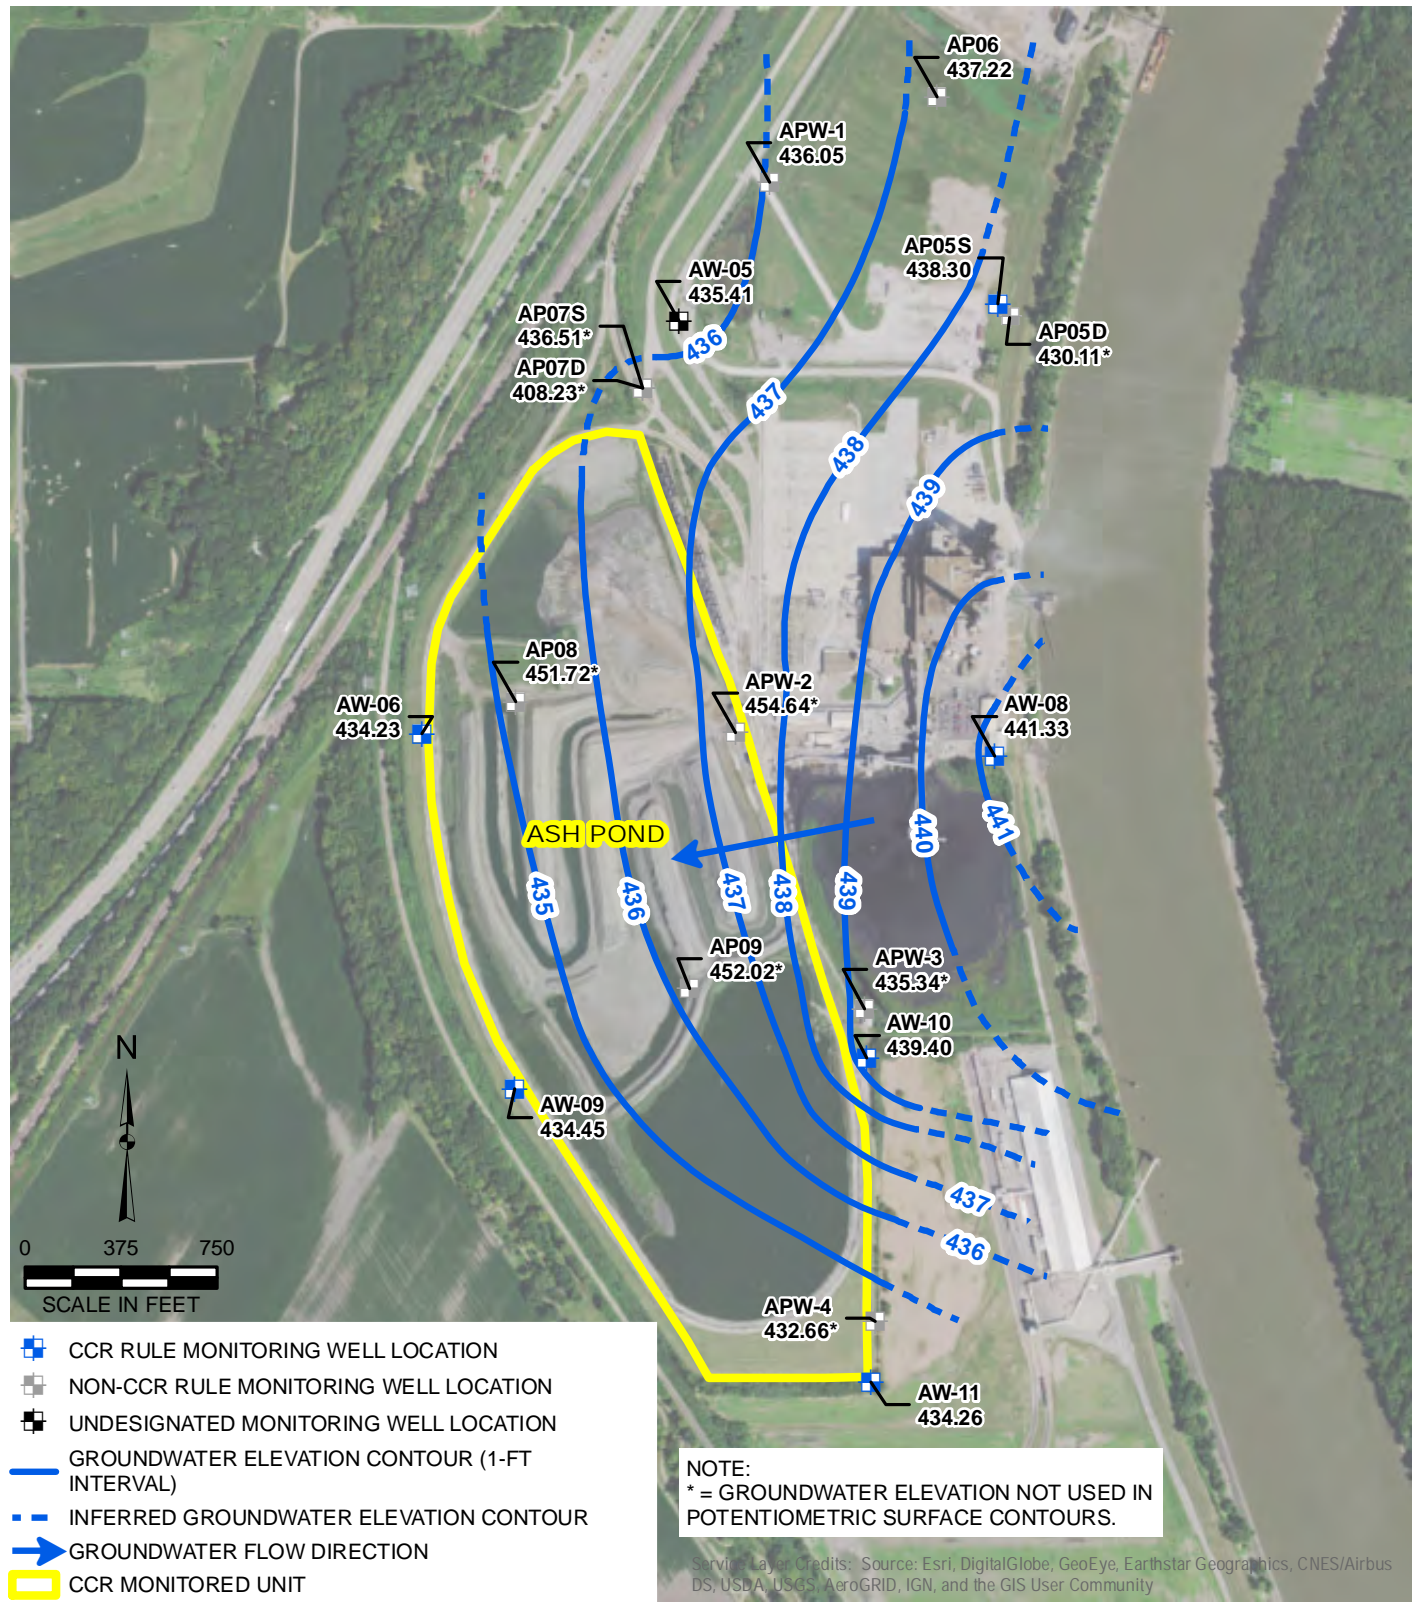 AP06
437.22
APW-1
436.05
AP05S
438.30
AW-05
435.41
AP07S
436.51*
AP05D
430.11*
436
AP07D
408.23*
437
438
439
AP08
451.72*
APW-2
454.64*
AW-06
434.23
AW-08
441.33
ASH POND
440
441
435
436
437
438
439
AP09
452.02*
APW-3
435.34*
AW-10
439.40
N
AW-09
434.45
437
436
0 375 750
SCALE IN FEET
APW-4
432.66*
AW-11
434.26
CCR RULE MONITORING WELL LOCATION
NON-CCR RULE MONITORING WELL LOCATION
UNDESIGNATED MONITORING WELL LOCATION
GROUNDWATER ELEVATION CONTOUR (1-FT
INTERVAL)
INFERRED GROUNDWATER ELEVATION CONTOUR
GROUNDWATER FLOW DIRECTION
CCR MONITORED UNIT
NOTE:
* = GROUNDWATER ELEVATION NOT USED IN
POTENTIOMETRIC SURFACE CONTOURS.
Service Layer Credits: Source: Esri, DigitalGlobe, GeoEye, Earthstar Geographics, CNES/Airbus
DS, USDA, USGS, AeroGRID, IGN, and the GIS User Community